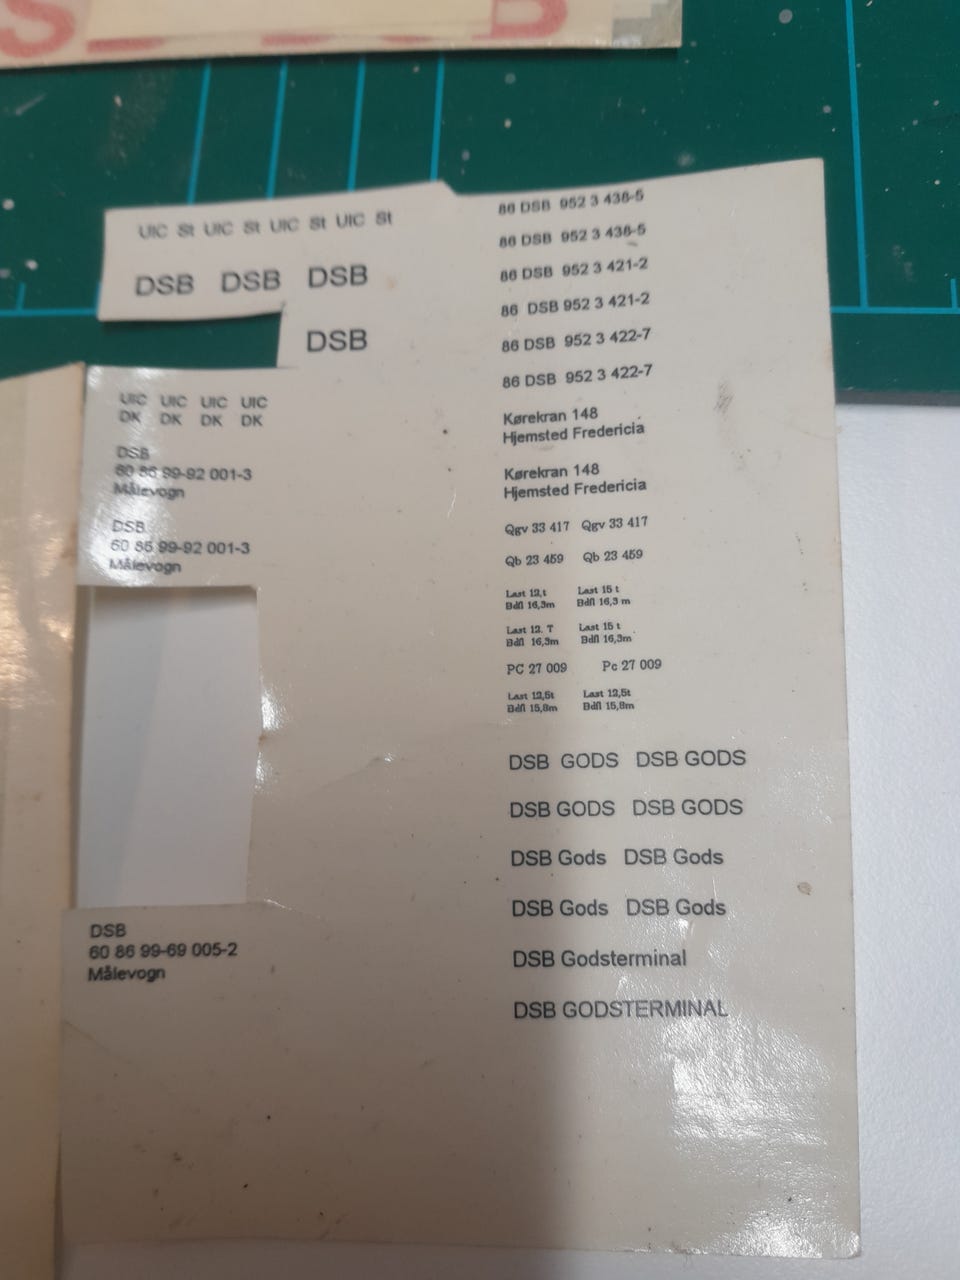 DSB
UIC St UIC St UIC St UIC St
DSB DSB DSB
DSB
UIC UIC UIC UIC
DK DK DK DK
DSB
60 86 99-92 001-3
Målevogn
DSB
60 86 99-92 001-3
Målevogn
DSB
60 86 99-69 005-2
Målevogn
86 DSB 952 3 436-5
86 DSB 952 3 436-5
86 DSB 952 3 421-2
86 DSB 952 3 421-2
86 DSB 952 3 422-7
86 DSB 952 3 422-7
Kørekran 148
Hjemsted Fredericia
Kørekran 148
Hjemsted Fredericia
Qgv 33 417 Qgv 33 417
Qb 23 459 Qb 23 459
Last 12,t Last 15 t
Bdfl 16,3m Bdfl 16,3 m
Last 12. T Last 15 t
Bdfl 16,3m Bdfl 16,3m
PC 27 009 Pc 27 009
Last 12,5t Last 12,5t
Bdfl 15,8m Bdfl 15,8m
DSB GODS DSB GODS
DSB GODS DSB GODS
DSB Gods DSB Gods
DSB Gods DSB Gods
DSB Godsterminal
DSB GODSTERMINAL